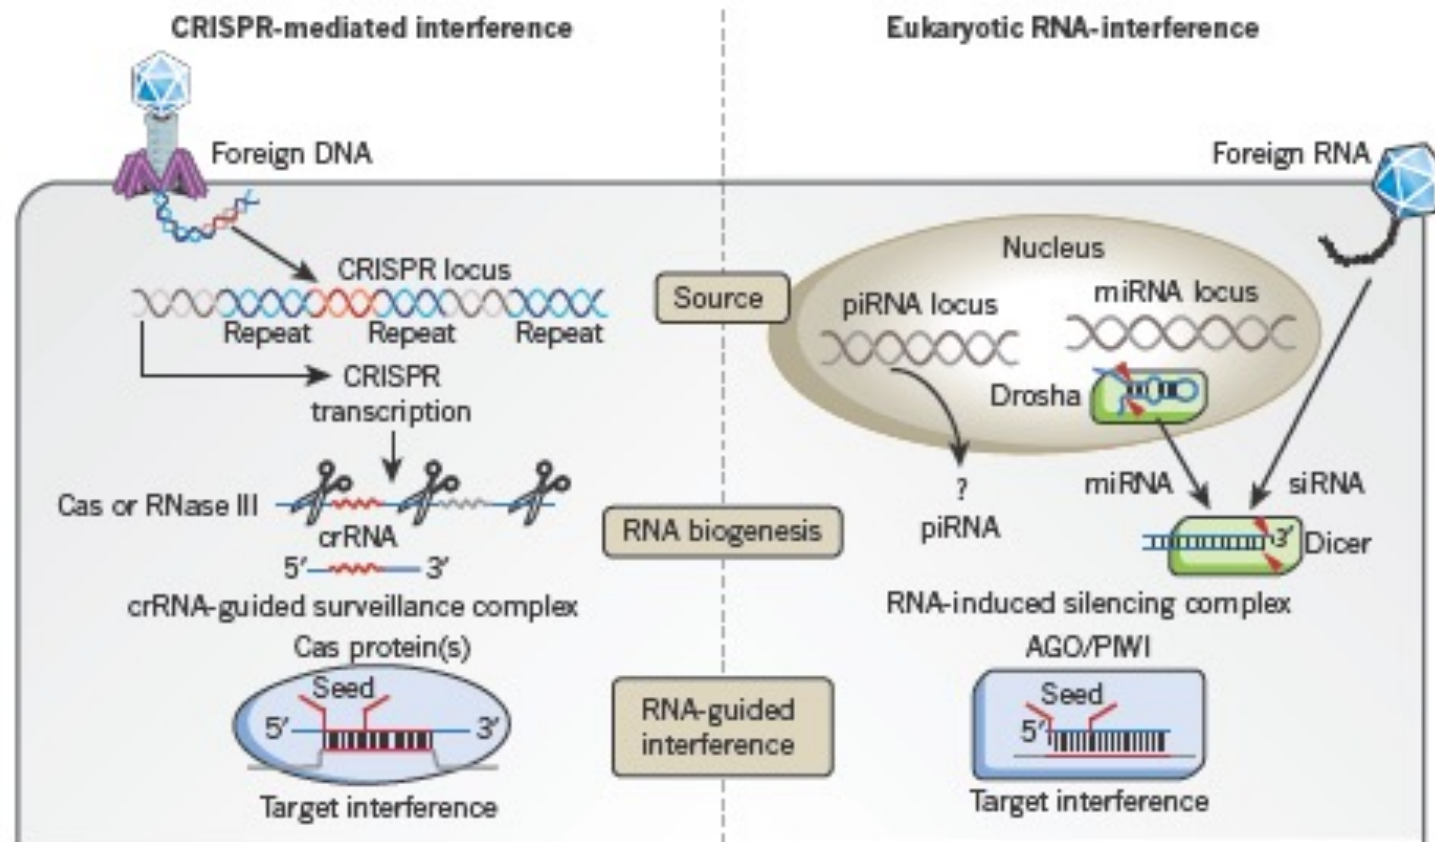 CRISPR-mediated interference
Foreign DNA
CRISPR locus
Repeat Repeat Repeat
CRISPR
transcription
Cas or RNase III
crRNA
5′ 3′
crRNA-guided surveillance complex
Cas protein(s)
Seed
5′ 3′
Target interference
Source
RNA biogenesis
RNA-guided
interference
Eukaryotic RNA-interference
Foreign RNA
Nucleus
piRNA locus
miRNA locus
Drosha
miRNA siRNA
?
piRNA
3′ Dicer
RNA-induced silencing complex
AGO/PIWI
Seed
5′
Target interference